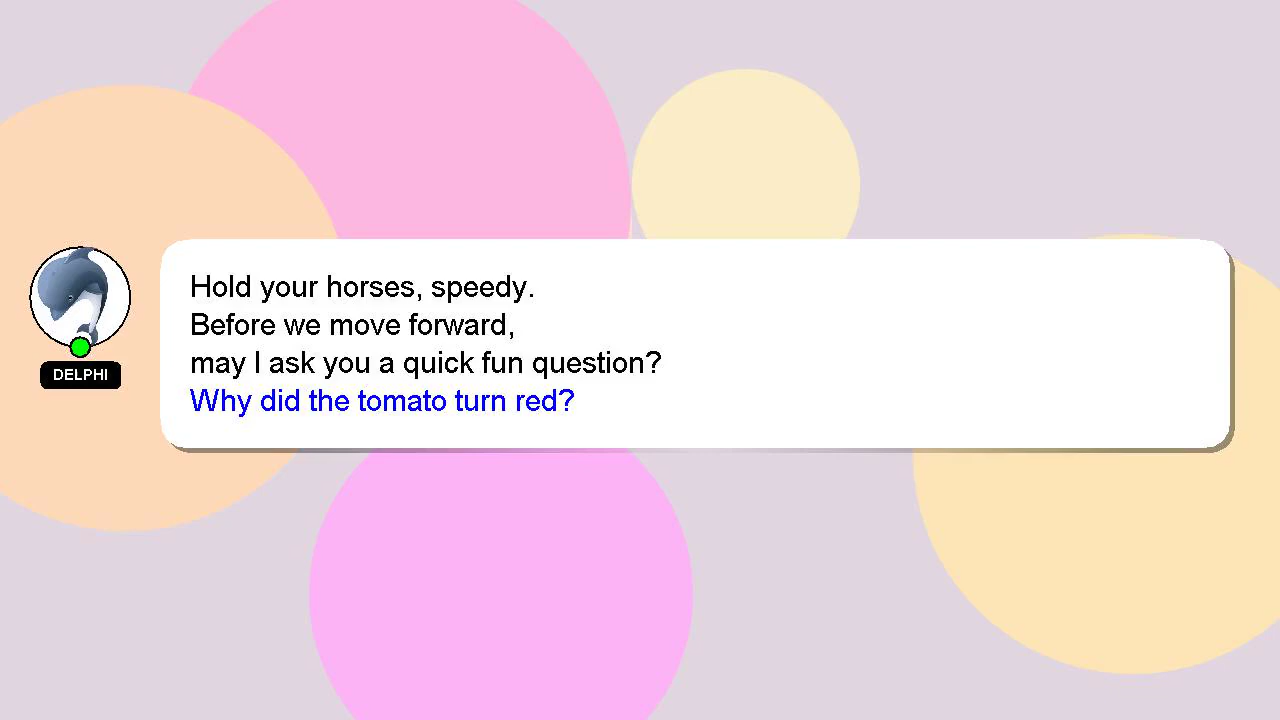 Hold your horses, speedy.
Before we move forward,
may I ask you a quick fun question?
Why did the tomato turn red?
DELPHI